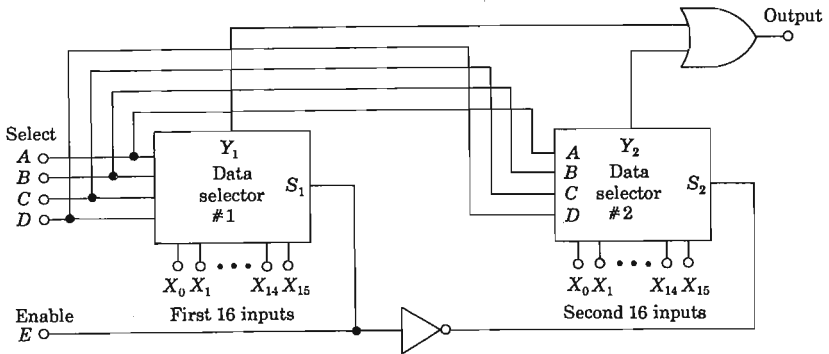 Output
Select
A
B
C
D
Y₁
Data
selector
#1
S₁
X₀ X₁ • • • • X₁₄ X₁₅
First 16 inputs
A
B
C
D
Y₂
Data
selector
#2
S₂
X₀ X₁ • • • • X₁₄ X₁₅
Second 16 inputs
Enable
E